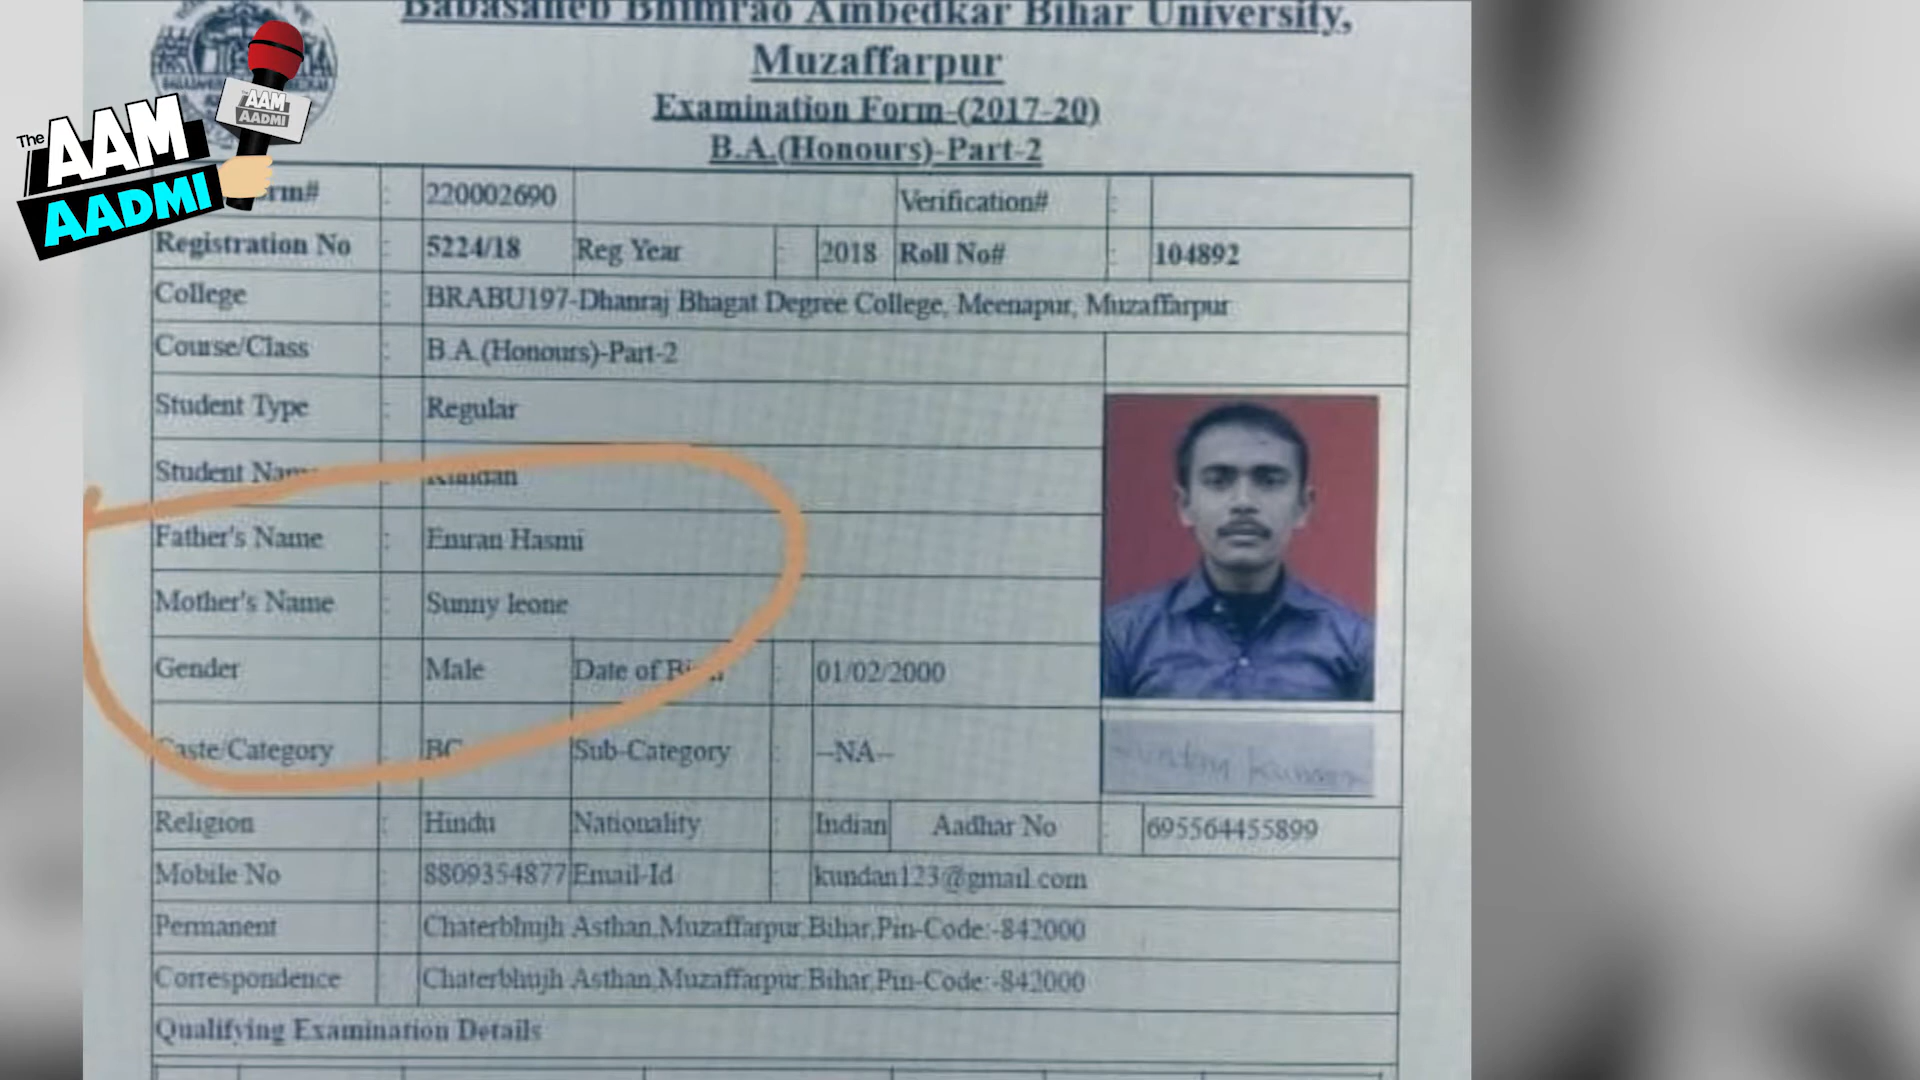 The
AAM
AADMI
AAM
AADMI
Babasaheb Bhimrao Ambedkar Bihar University,
Muzaffarpur
Examination Form-(2017-20)
B.A.(Honours)-Part-2
rm# : 220002690 Verification# :
Registration No : 5224/18 Reg Year : 2018 Roll No# : 104892
College : BRABU197-Dhanraj Bhagat Degree College, Meenapur, Muzaffarpur
Course/Class : B.A.(Honours)-Part-2
Student Type : Regular
Student Name : Kundan
Father's Name : Emran Hasmi
Mother's Name : Sunny leone
Gender : Male Date of Birth : 01/02/2000
Caste/Category : BC Sub-Category : --NA--
Kundan Kumar
Religion : Hindu Nationality : Indian Aadhar No : 695564455899
Mobile No : 8809354877 Email-Id : kundan123@gmail.com
Permanent : Chaterbhujh Asthan,Muzaffarpur,Bihar,Pin-Code:-842000
Correspondence : Chaterbhujh Asthan,Muzaffarpur,Bihar,Pin-Code:-842000
Qualifying Examination Details